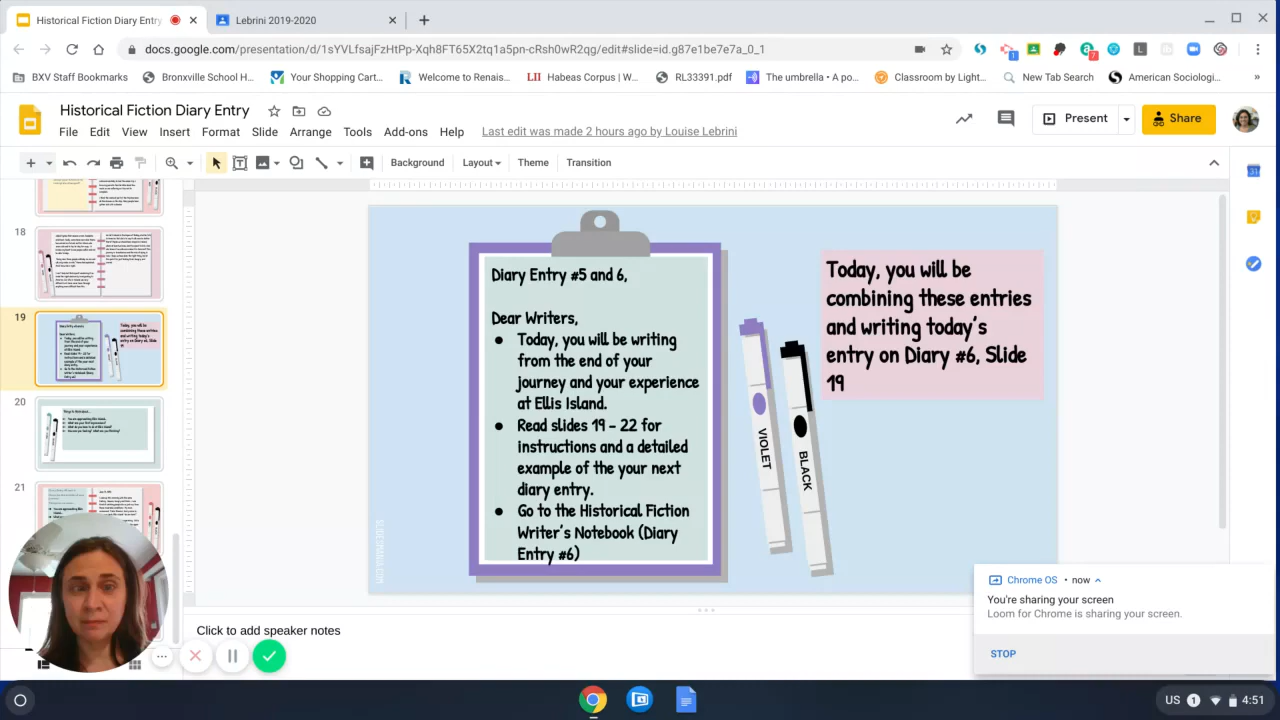 Historical Fiction Diary Entry
Lebrini 2019-2020
docs.google.com/presentation/d/1sYVLfsajFzHtPp-Xqh8FT65X2tq1a5pn-cRsh0wR2qg/edit#slide=id.g87e1be7e7a_0_1
BXV Staff Bookmarks
Bronxville School H...
Your Shopping Cart...
Welcome to Renais...
LII Habeas Corpus | W...
RL33391.pdf
The umbrella • A po...
Classroom by Light...
New Tab Search
American Sociologi...
Historical Fiction Diary Entry
File Edit View Insert Format Slide Arrange Tools Add-ons Help
Last edit was made 2 hours ago by Louise Lebrini
Present
Share
Background Layout Theme Transition
18
19
20
21
Diary Entry #5 and 6,
Dear Writers,
● Today, you will be writing
from the end of your
journey and your experience
at Ellis Island.
● Read slides 19 - 22 for
instructions and a detailed
example of the your next
diary entry.
● Go to the Historical Fiction
Writer's Notebook (Diary
Entry #6)
VIOLET
BLACK
Today, you will be
combining these entries
and writing today's
entry on Diary #6, Slide
19
SLIDESMANIA.COM
Click to add speaker notes
Chrome OS • now
You're sharing your screen
Loom for Chrome is sharing your screen.
STOP
US 1 4:51